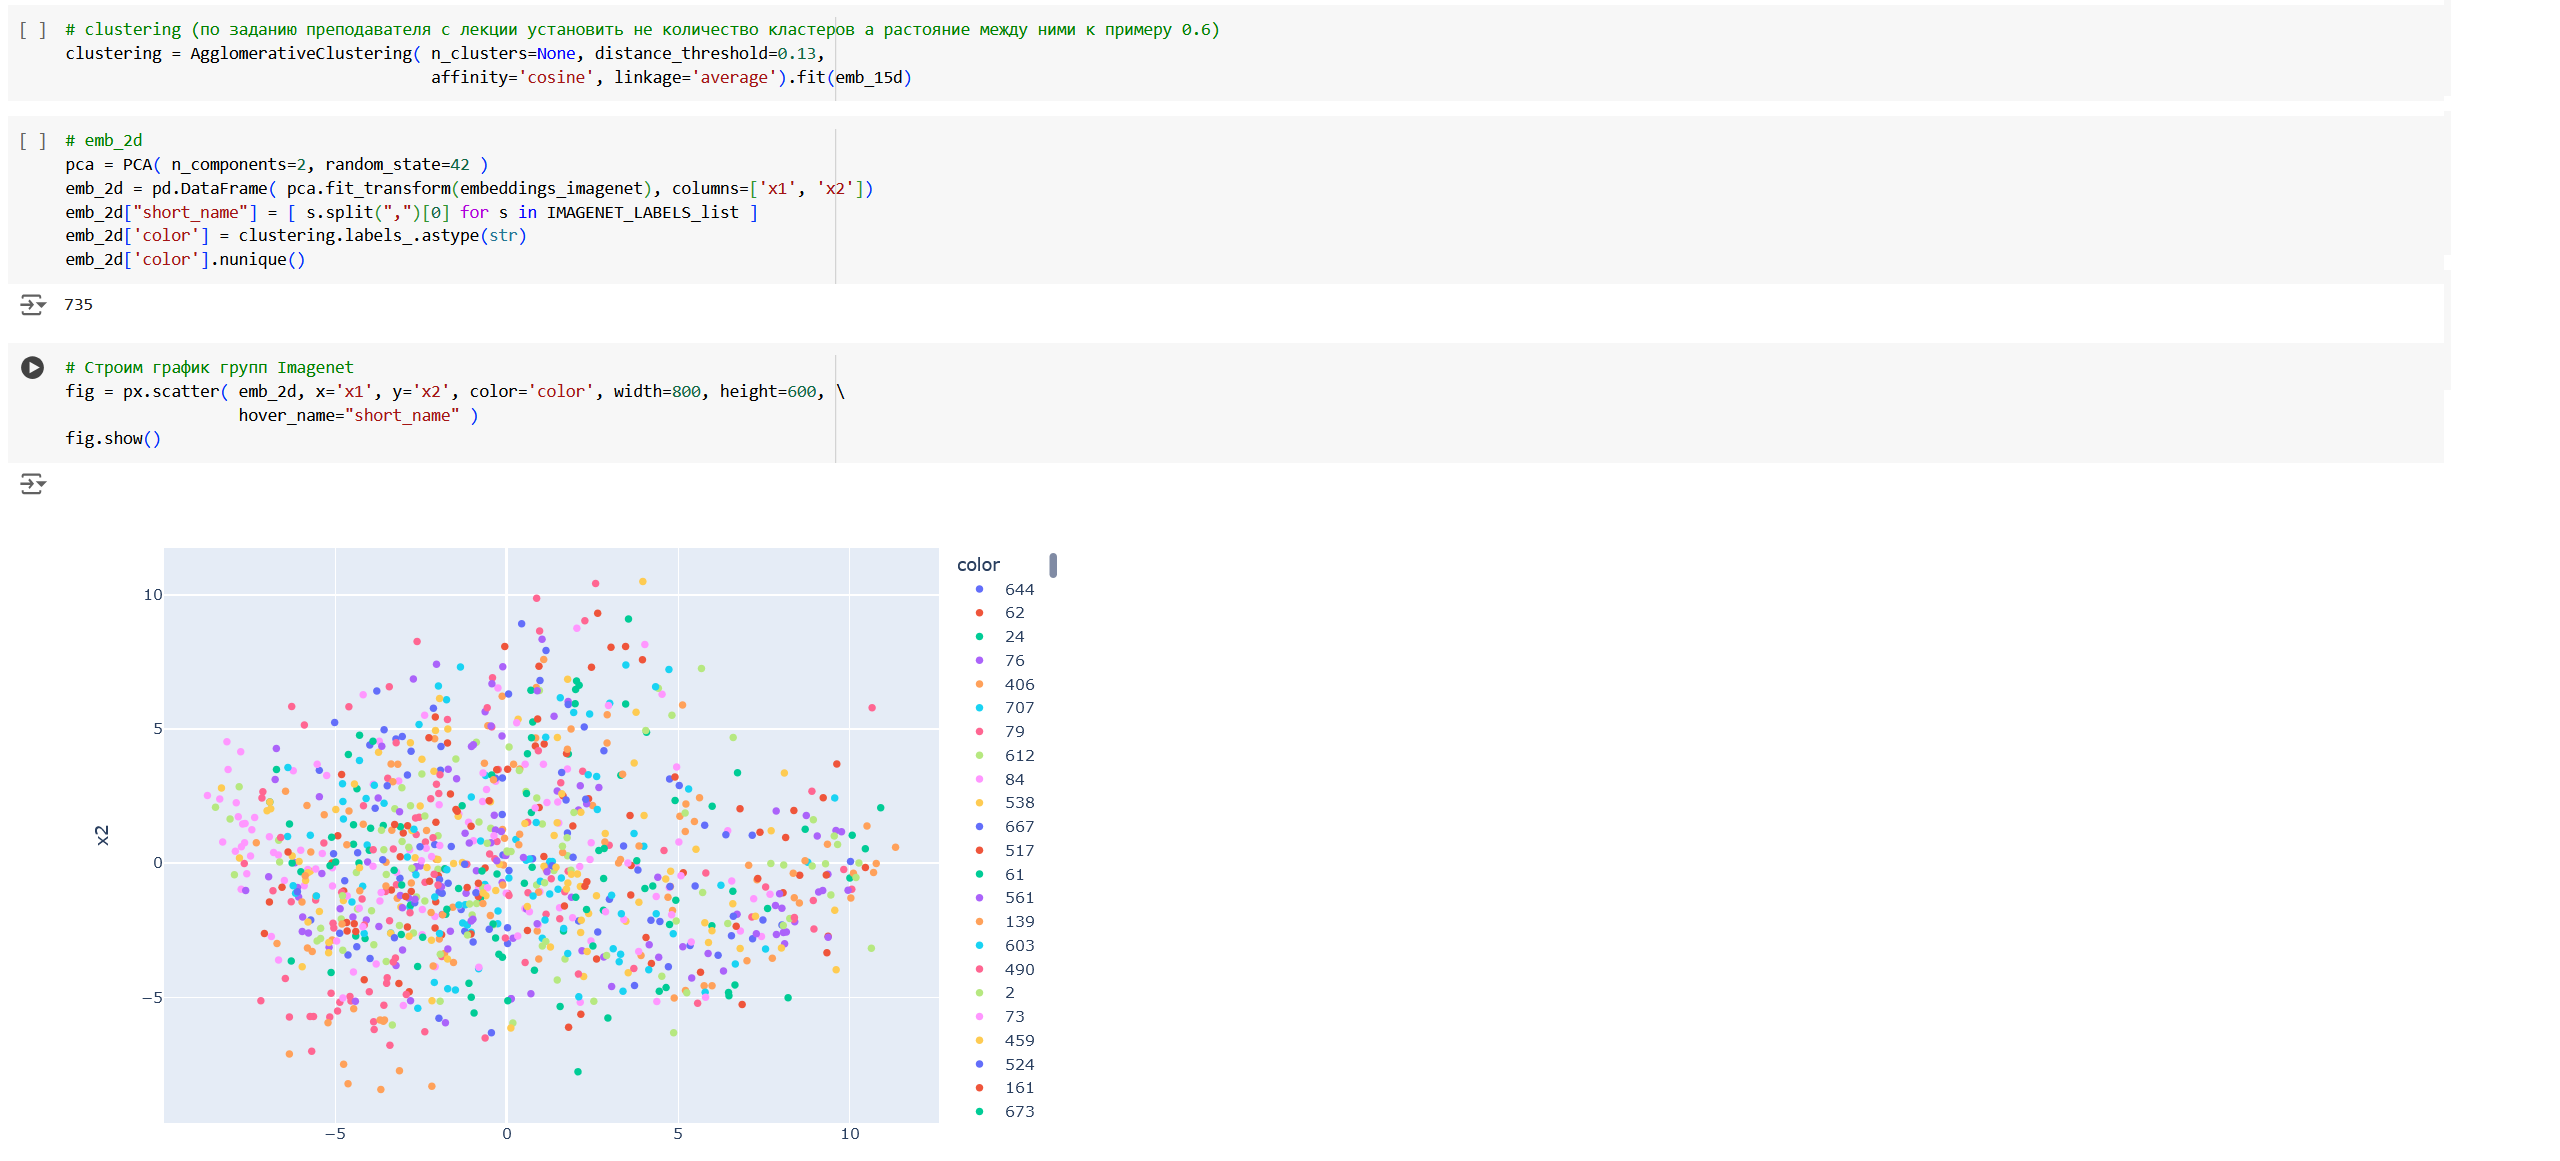 [ ] # clustering (по заданию преподавателя с лекции установить не количество кластеров а растояние между ними к примеру 0.6)
clustering = AgglomerativeClustering( n_clusters=None, distance_threshold=0.13,
affinity='cosine', linkage='average').fit(emb_15d)
[ ] # emb_2d
pca = PCA( n_components=2, random_state=42 )
emb_2d = pd.DataFrame( pca.fit_transform(embeddings_imagenet), columns=['x1', 'x2'])
emb_2d["short_name"] = [ s.split(",")[0] for s in IMAGENET_LABELS_list ]
emb_2d['color'] = clustering.labels_.astype(str)
emb_2d['color'].nunique()
735
# Строим график групп Imagenet
fig = px.scatter( emb_2d, x='x1', y='x2', color='color', width=800, height=600, \
hover_name="short_name" )
fig.show()
10
5
0
−5
x2
−5
0
5
10
color
644
62
24
76
406
707
79
612
84
538
667
517
61
561
139
603
490
2
73
459
524
161
673